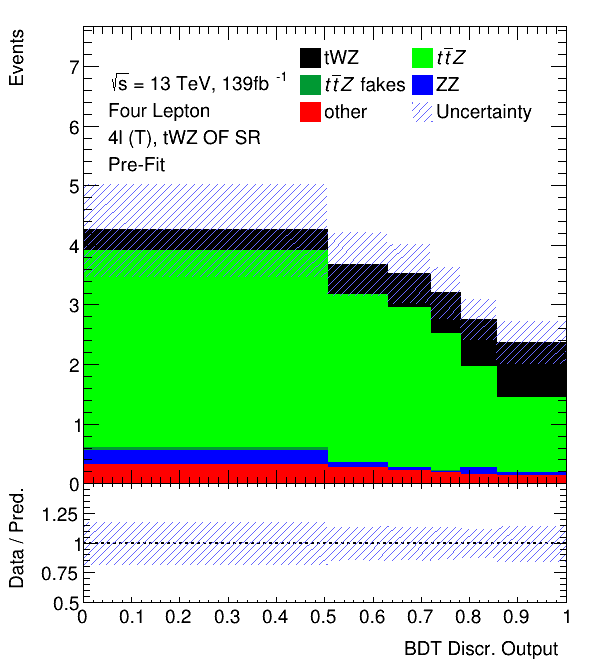 Events
7
6
5
4
3
2
1
0
√s = 13 TeV, 139fb⁻¹
Four Lepton
4l (T), tWZ OF SR
Pre-Fit
tWZ
tt̄Z
tt̄Z fakes
ZZ
other
Uncertainty
Data / Pred.
1.25
1
0.75
0.5
0 0.1 0.2 0.3 0.4 0.5 0.6 0.7 0.8 0.9 1
BDT Discr. Output